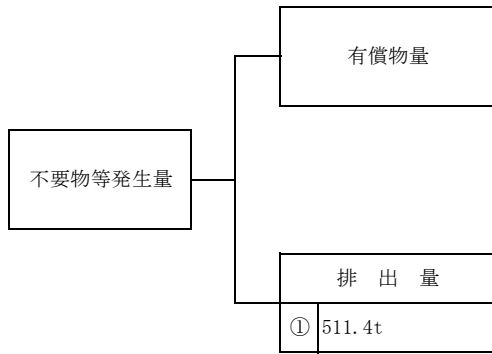 有償物量
不要物等発生量
排 出 量
① 511.4t